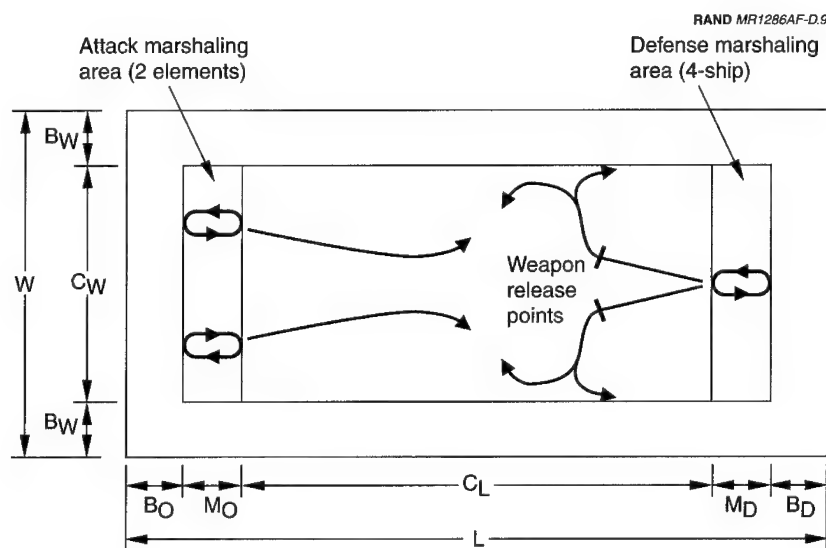 RAND MR1286AF-D.9
Attack marshaling
area (2 elements)
Defense marshaling
area (4-ship)
BW
W
CW
BW
Weapon
release
points
BO
MO
CL
MD
BD
L